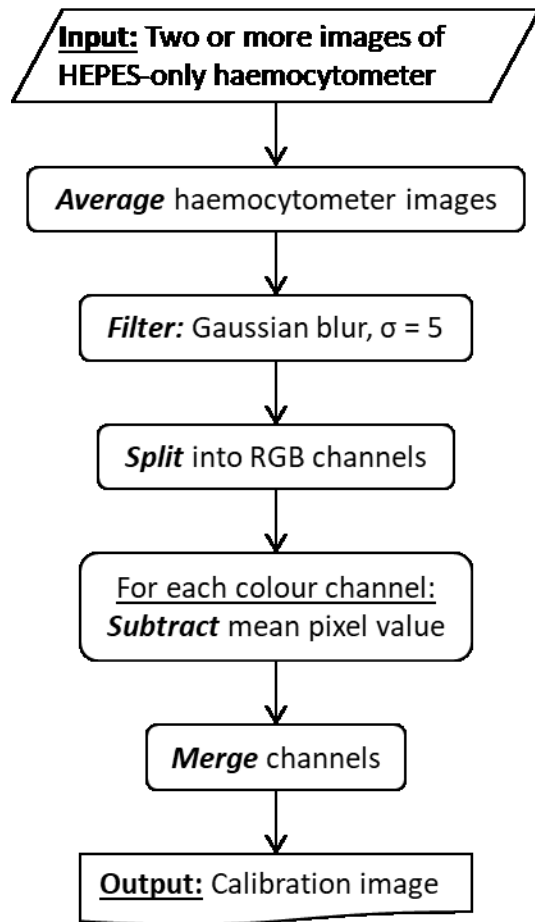 Input: Two or more images of
HEPES-only haemocytometer
Average haemocytometer images
Filter: Gaussian blur, σ = 5
Split into RGB channels
For each colour channel:
Subtract mean pixel value
Merge channels
Output: Calibration image